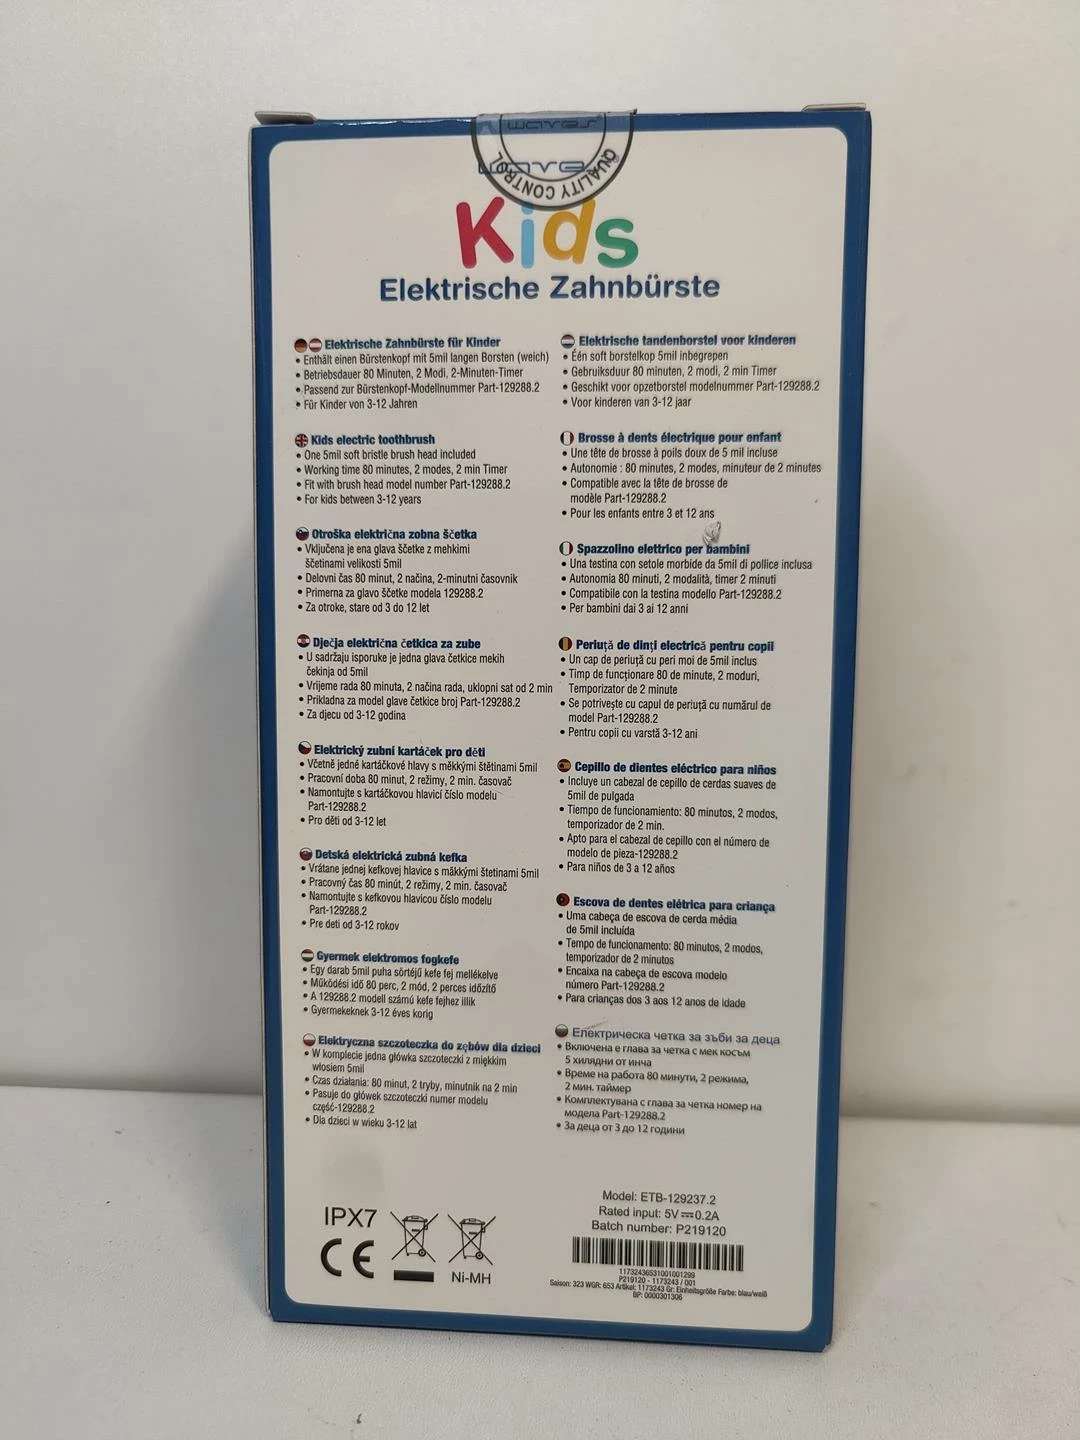 waves
QUALITY CONTROL
Kids
Elektrische Zahnbürste
Elektrische Zahnbürste für Kinder
• Enthält einen Bürstenkopf mit 5mil langen Borsten (weich)
• Betriebsdauer 80 Minuten, 2 Modi, 2-Minuten-Timer
• Passend zur Bürstenkopf-Modellnummer Part-129288.2
• Für Kinder von 3-12 Jahren
Kids electric toothbrush
• One 5mil soft bristle brush head included
• Working time 80 minutes, 2 modes, 2 min Timer
• Fit with brush head model number Part-129288.2
• For kids between 3-12 years
Otroška električna zobna ščetka
• Vključena je ena glava ščetke z mehkimi
ščetinami velikosti 5mil
• Delovni čas 80 minut, 2 načina, 2-minutni časovnik
• Primerna za glavo ščetke modela 129288.2
• Za otroke, stare od 3 do 12 let
Dječja električna četkica za zube
• U sadržaju isporuke je jedna glava četkice mekih
čekinja od 5mil
• Vrijeme rada 80 minuta, 2 načina rada, uklopni sat od 2 min
• Prikladna za model glave četkice broj Part-129288.2
• Za djecu od 3-12 godina
Elektrický zubní kartáček pro děti
• Včetně jedné kartáčkové hlavy s měkkými štětinami 5mil
• Pracovní doba 80 minut, 2 režimy, 2 min. časovač
• Namontujte s kartáčkovou hlavicí číslo modelu
Part-129288.2
• Pro děti od 3-12 let
Detská elektrická zubná kefka
• Vrátane jednej kefkovej hlavice s mäkkými štetinami 5mil
• Pracovný čas 80 minút, 2 režimy, 2 min. časovač
• Namontujte s kefkovou hlavicou číslo modelu
Part-129288.2
• Pre deti od 3-12 rokov
Gyermek elektromos fogkefe
• Egy darab 5mil puha sörtéjű kefe fej mellékelve
• Működési idő 80 perc, 2 mód, 2 perces időzítő
• A 129288.2 modell számú kefe fejhez illik
• Gyermekeknek 3-12 éves korig
Elektryczna szczoteczka do zębów dla dzieci
• W komplecie jedna główka szczoteczki z miękkim
włosiem 5mil
• Czas działania: 80 minut, 2 tryby, minutnik na 2 min
• Pasuje do główek szczoteczki numer modelu
część-129288.2
• Dla dzieci w wieku 3-12 lat
Elektrische tandenborstel voor kinderen
• Één soft borstelkop 5mil inbegrepen
• Gebruiksduur 80 minuten, 2 modi, 2 min Timer
• Geschikt voor opzetborstel modelnummer Part-129288.2
• Voor kinderen van 3-12 jaar
Brosse à dents électrique pour enfant
• Une tête de brosse à poils doux de 5 mil incluse
• Autonomie : 80 minutes, 2 modes, minuteur de 2 minutes
• Compatible avec la tête de brosse de
modèle Part-129288.2
• Pour les enfants entre 3 et 12 ans
Spazzolino elettrico per bambini
• Una testina con setole morbide da 5mil di pollice inclusa
• Autonomia 80 minuti, 2 modalità, timer 2 minuti
• Compatibile con la testina modello Part-129288.2
• Per bambini dai 3 ai 12 anni
Periuță de dinți electrică pentru copii
• Un cap de periuță cu peri moi de 5mil inclus
• Timp de funcționare 80 de minute, 2 moduri,
Temporizator de 2 minute
• Se potrivește cu capul de periuță cu numărul de
model Part-129288.2
• Pentru copii cu varstă 3-12 ani
Cepillo de dientes eléctrico para niños
• Incluye un cabezal de cepillo de cerdas suaves de
5mil de pulgada
• Tiempo de funcionamiento: 80 minutos, 2 modos,
temporizador de 2 min.
• Apto para el cabezal de cepillo con el número de
modelo de pieza-129288.2
• Para niños de 3 a 12 años
Escova de dentes elétrica para criança
• Uma cabeça de escova de cerda média
de 5mil incluída
• Tempo de funcionamento: 80 minutos, 2 modos,
temporizador de 2 minutos
• Encaixa na cabeça de escova modelo
número Part-129288.2
• Para crianças dos 3 aos 12 anos de idade
Електрическа четка за зъби за деца
• Включена е глава за четка с мек косъм
5 хилядни от инча
• Време на работа 80 минути, 2 режима,
2 мин. таймер
• Комплектувана с глава за четка номер на
модела Part-129288.2
• За деца от 3 до 12 години
IPX7
CE
Ni-MH
Model: ETB-129237.2
Rated input: 5V⎓0.2A
Batch number: P219120
11732436531001001299
P219120 - 1173243 / 001
Saison: 323 WGR: 653 Artikel: 1173243 Gr: Einheitsgröße Farbe: blau/weiß
BP: 0000301306